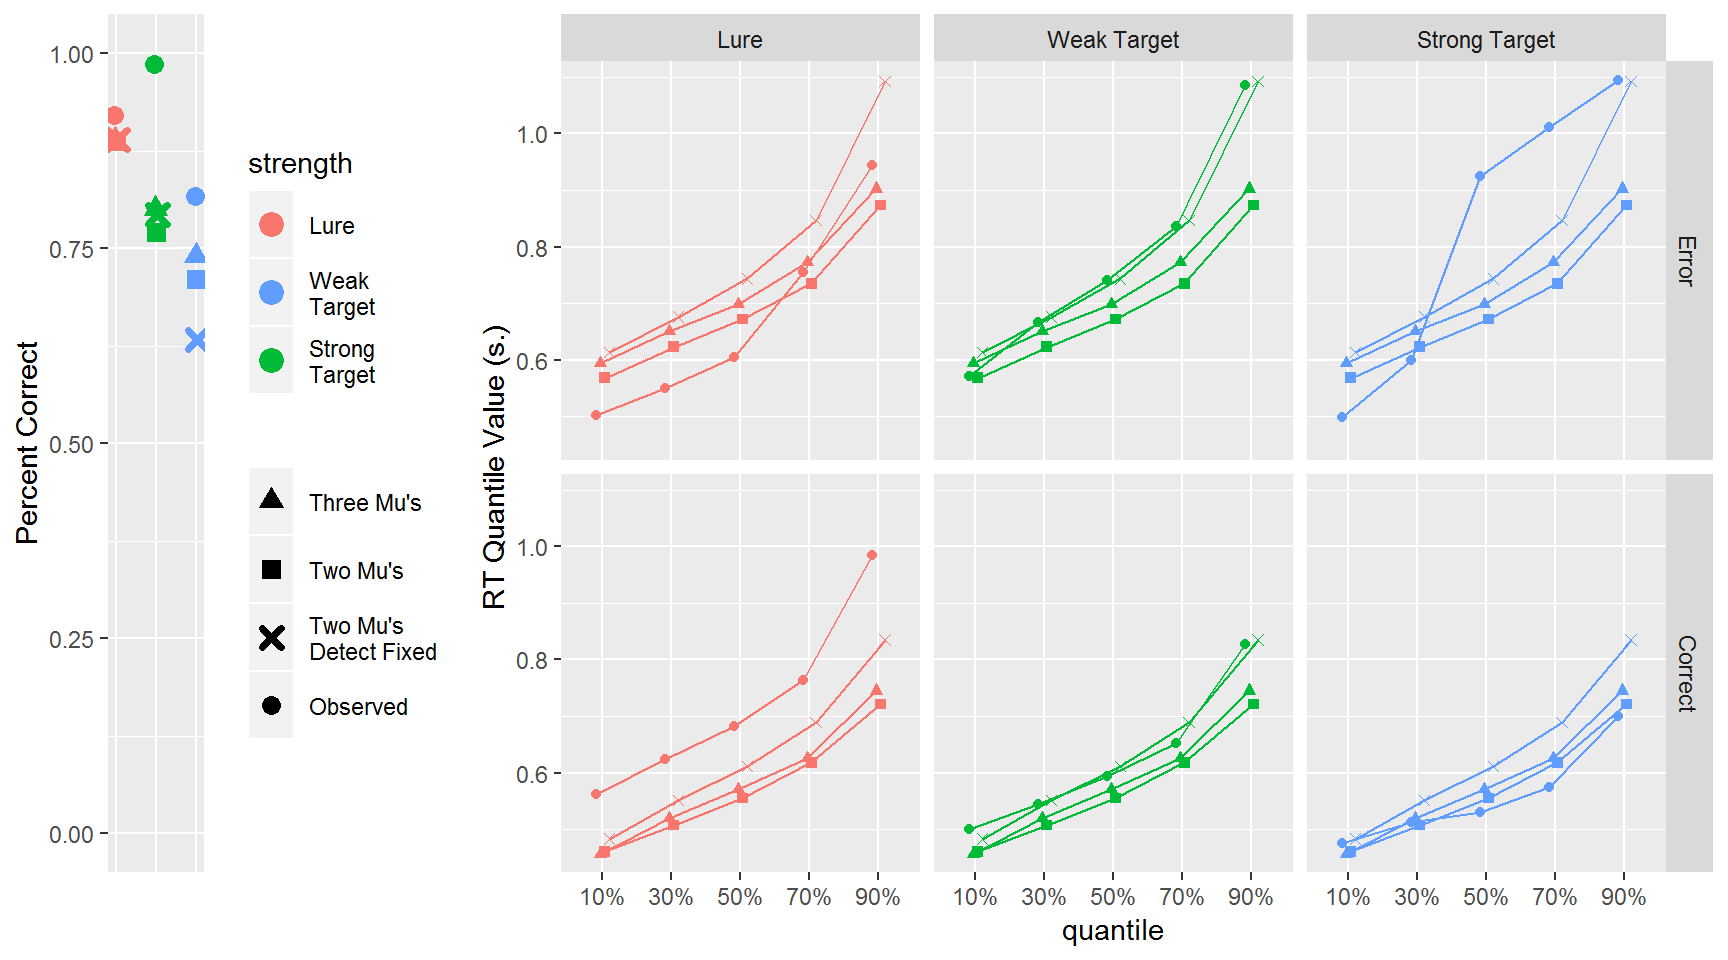 Percent Correct
1.00
0.75
0.50
0.25
0.00
strength
Lure
Weak
Target
Strong
Target
Three Mu's
Two Mu's
Two Mu's
Detect Fixed
Observed
RT Quantile Value (s.)
Lure
Weak Target
Strong Target
1.0
0.8
0.6
Error
1.0
0.8
0.6
Correct
10% 30% 50% 70% 90%
10% 30% 50% 70% 90%
10% 30% 50% 70% 90%
quantile